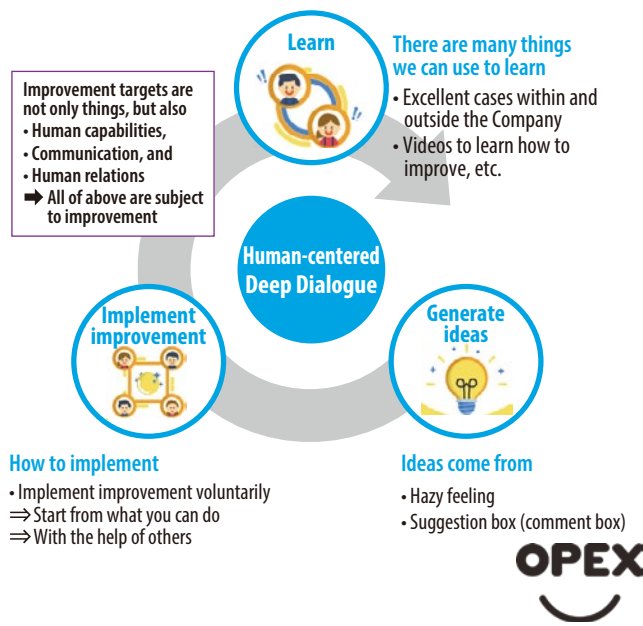 Learn
There are many things
we can use to learn
• Excellent cases within and
outside the Company
• Videos to learn how to
improve, etc.
Improvement targets are
not only things, but also
• Human capabilities,
• Communication, and
• Human relations
➡ All of above are subject
to improvement
Human-centered
Deep Dialogue
Implement
improvement
Generate
ideas
How to implement
• Implement improvement voluntarily
⇒ Start from what you can do
⇒ With the help of others
Ideas come from
• Hazy feeling
• Suggestion box (comment box)
OPEX